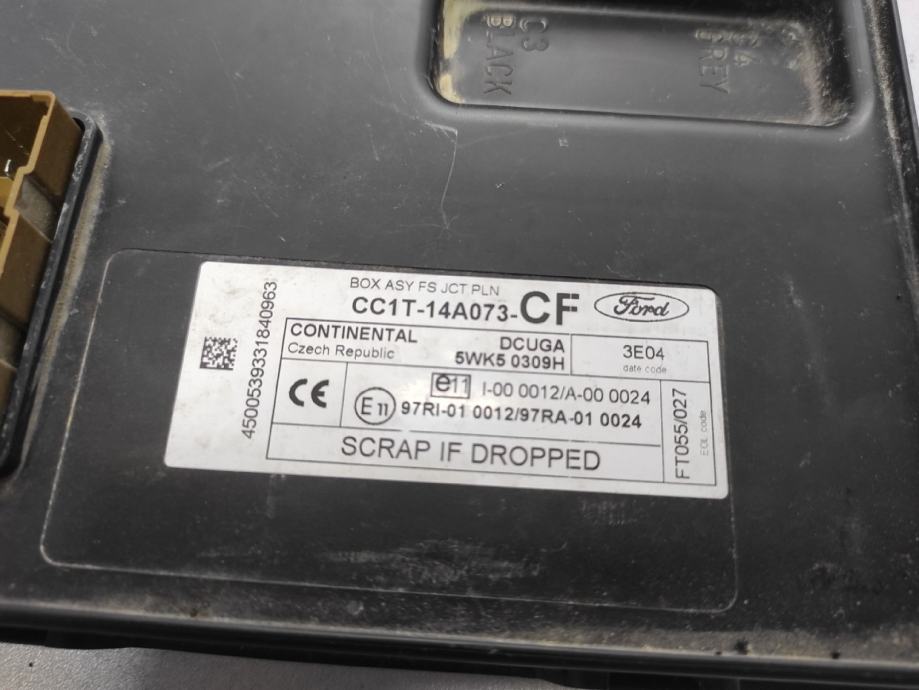 C3
BLACK
C4
GREY
BOX ASY FS JCT PLN
CC1T-14A073-CF
Ford
CONTINENTAL
Czech Republic
DCUGA
5WK5 0309H
3E04
date code
CE
e11 I-00 0012/A-00 0024
E11 97RI-01 0012/97RA-01 0024
SCRAP IF DROPPED
FT055/027
EOL code
4500539331840963